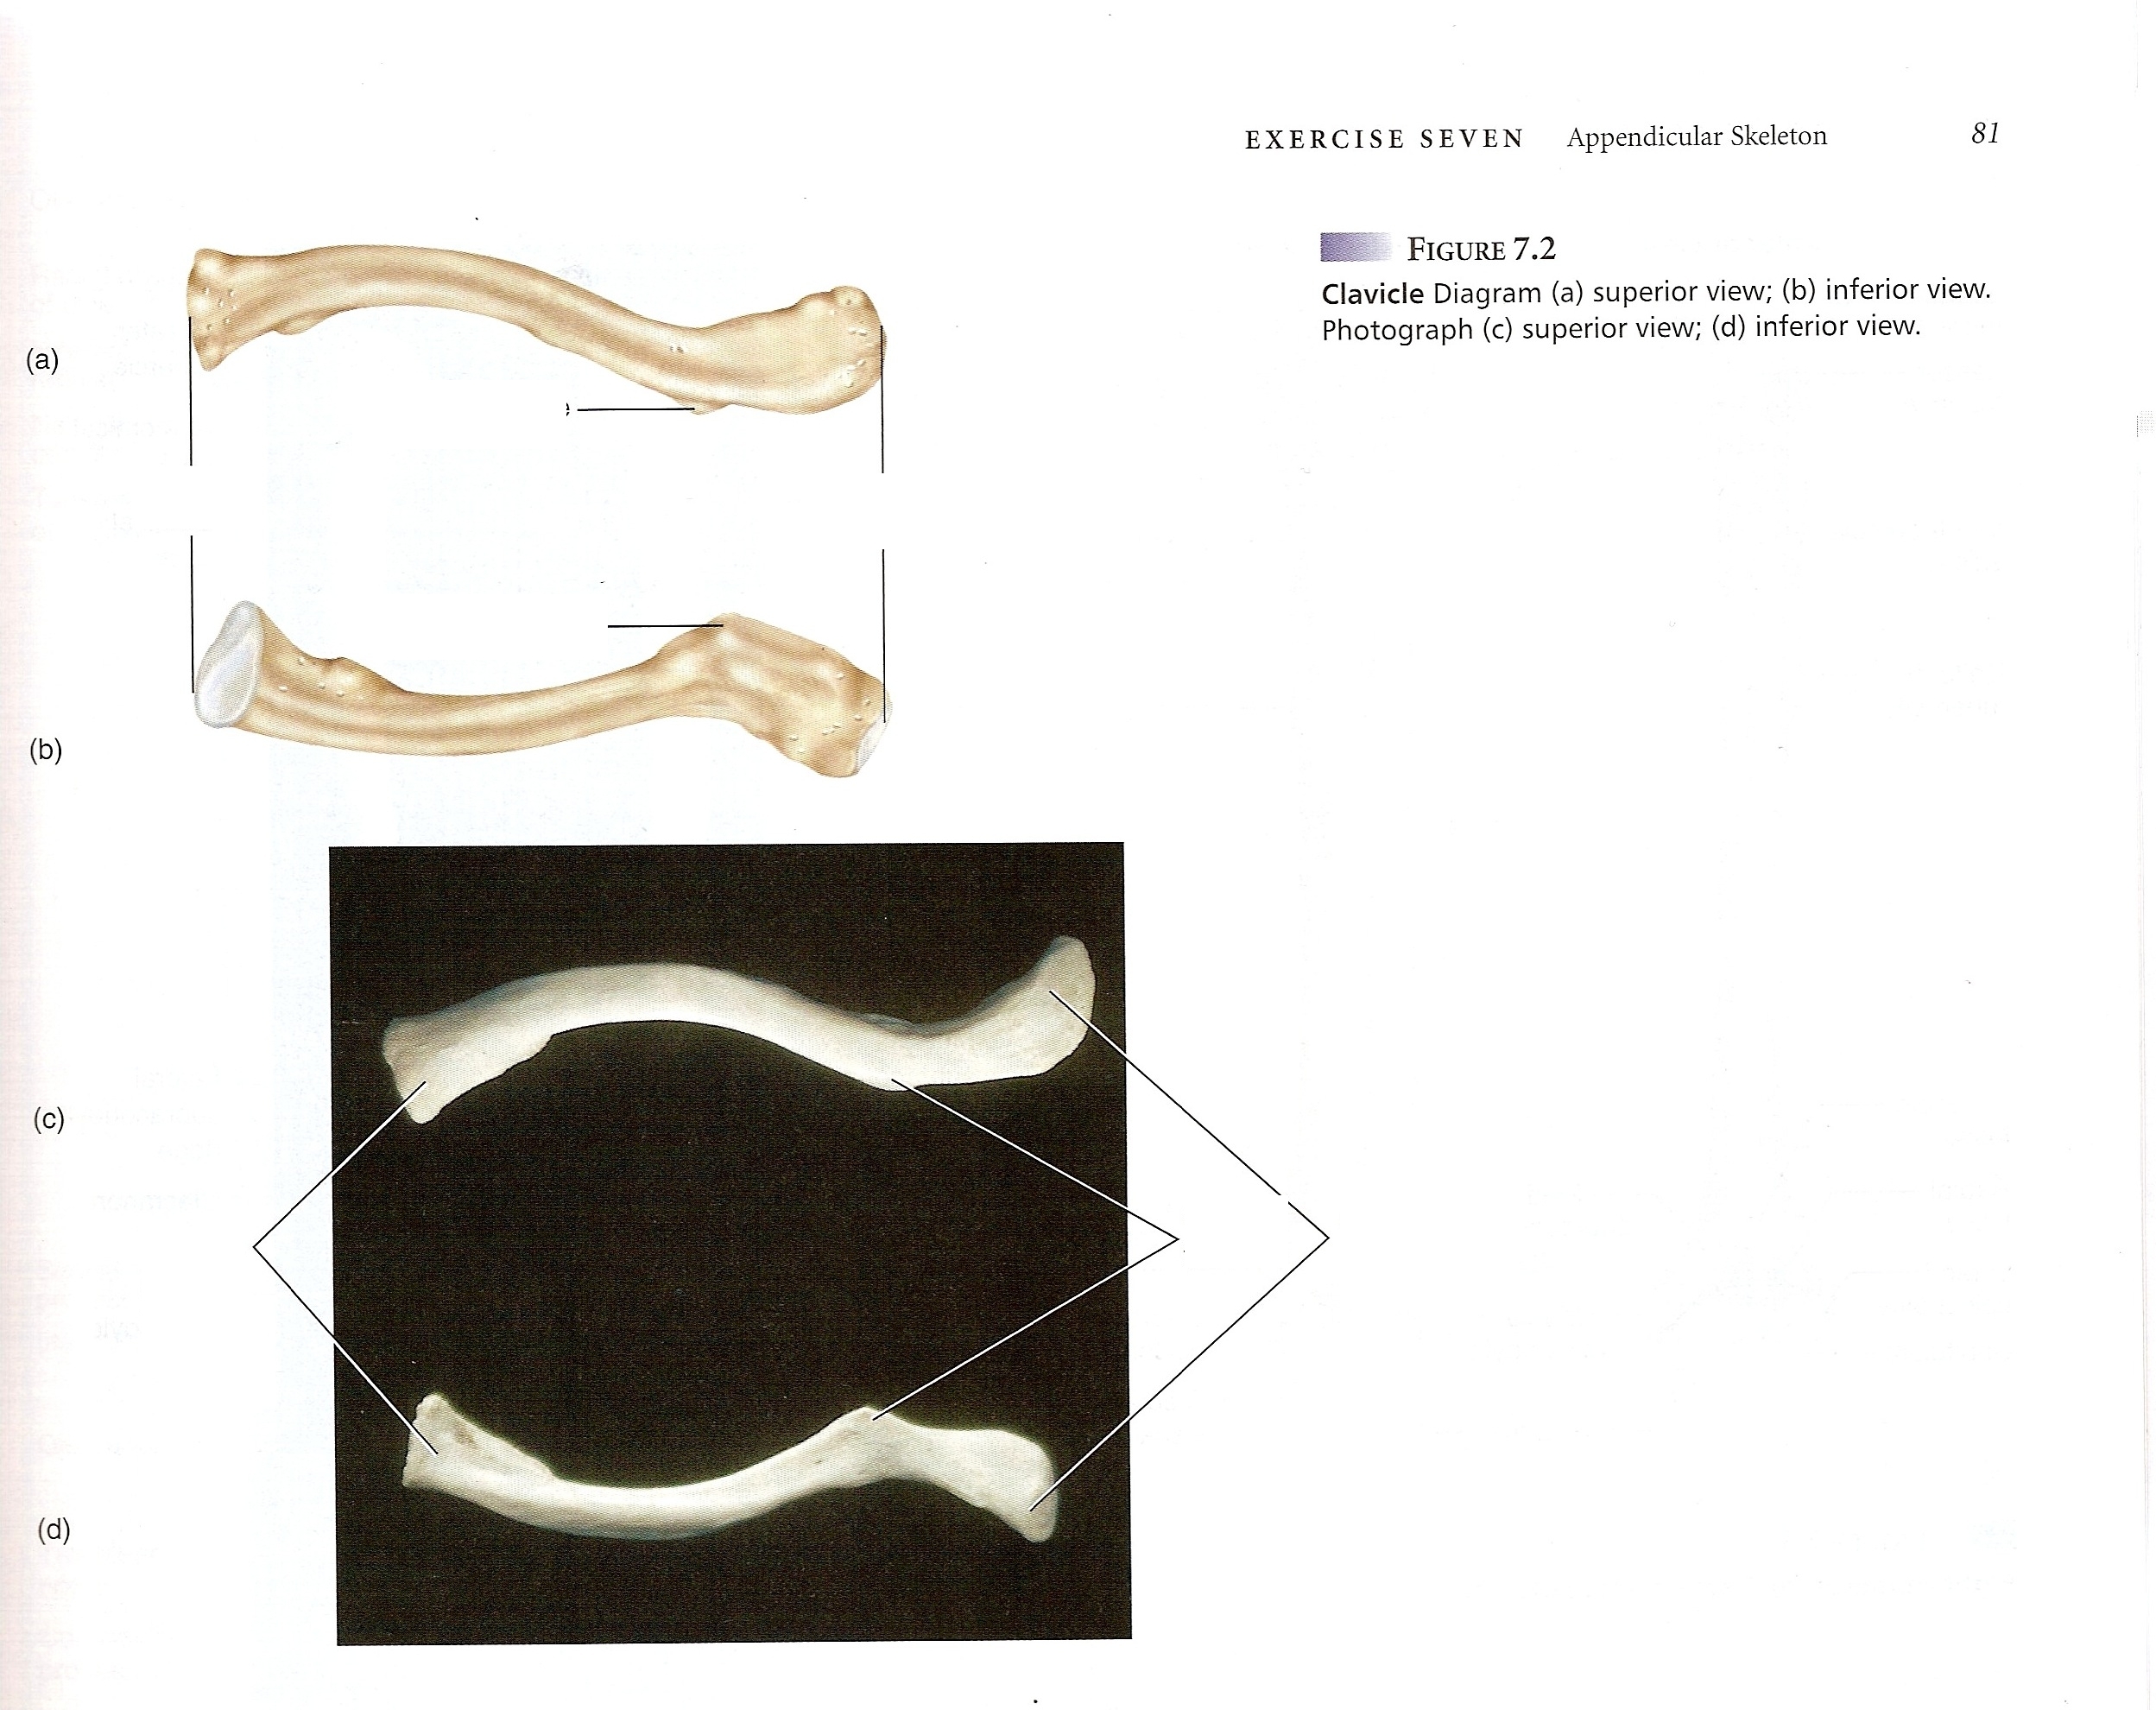 EXERCISE SEVEN Appendicular Skeleton 81
FIGURE 7.2
Clavicle Diagram (a) superior view; (b) inferior view.
Photograph (c) superior view; (d) inferior view.
(a)
(b)
(c)
(d)